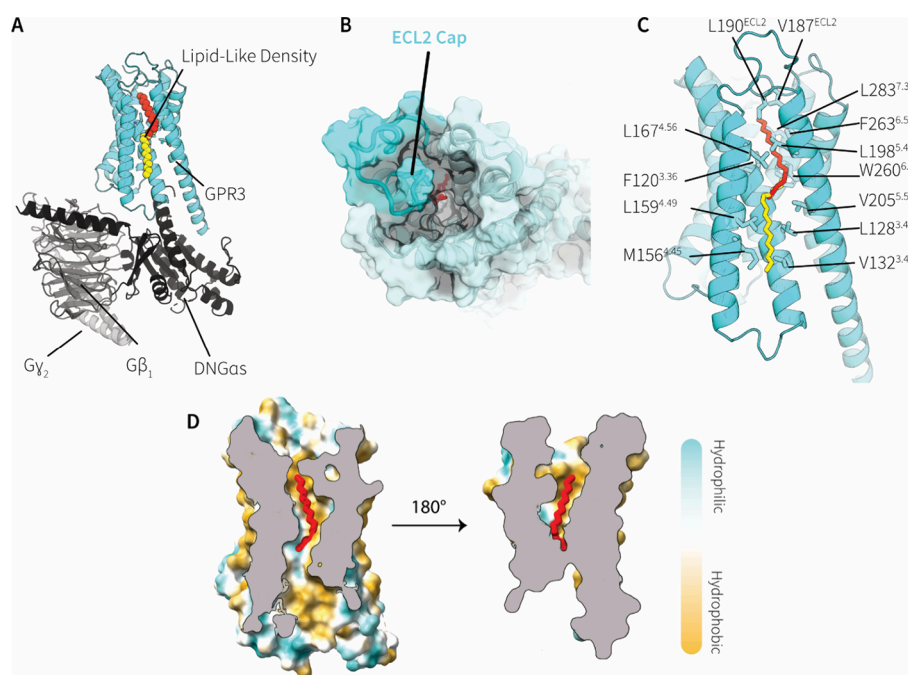 A
Lipid-Like Density
GPR3
Gγ2
Gβ1
DNGαs
B
ECL2 Cap
C
L190ECL2
V187ECL2
L2837.3
F2636.5
L1985.4
W2606.
V2055.5
L1283.4
V1323.4
L1674.56
F1203.36
L1594.49
M1564.45
D
180°
Hydrophilic
Hydrophobic